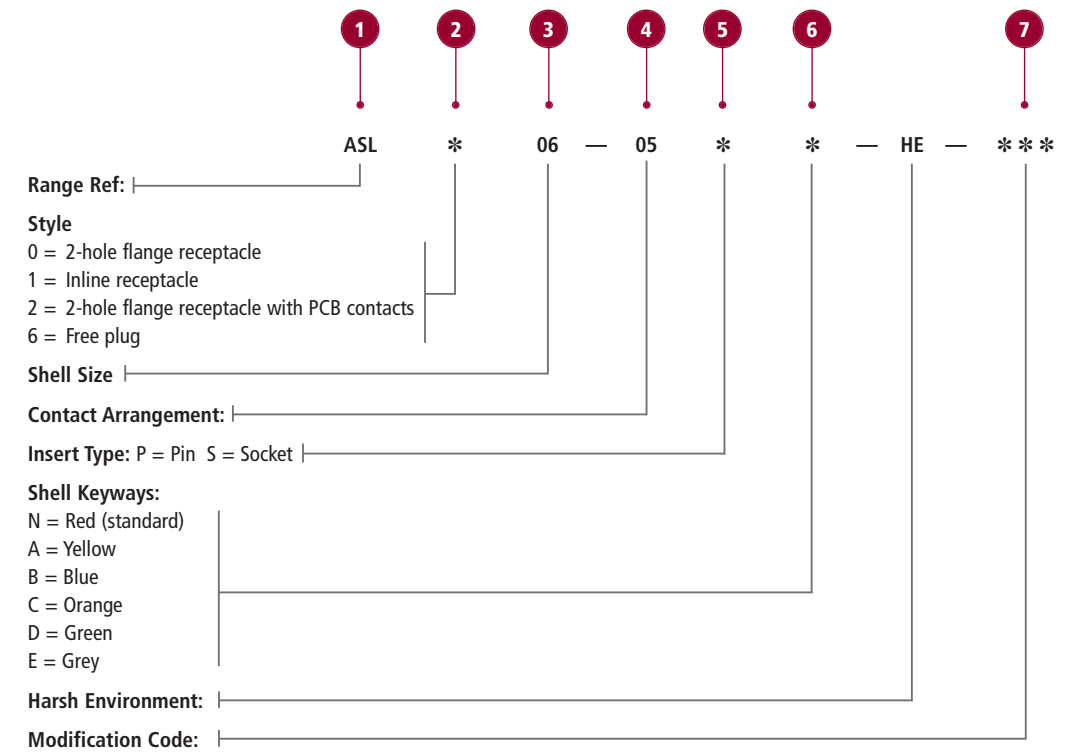 1 2 3 4 5 6 7
ASL * 06 — 05 * * — HE — ***
Range Ref:
Style
0 = 2-hole flange receptacle
1 = Inline receptacle
2 = 2-hole flange receptacle with PCB contacts
6 = Free plug
Shell Size
Contact Arrangement:
Insert Type: P = Pin S = Socket
Shell Keyways:
N = Red (standard)
A = Yellow
B = Blue
C = Orange
D = Green
E = Grey
Harsh Environment:
Modification Code: